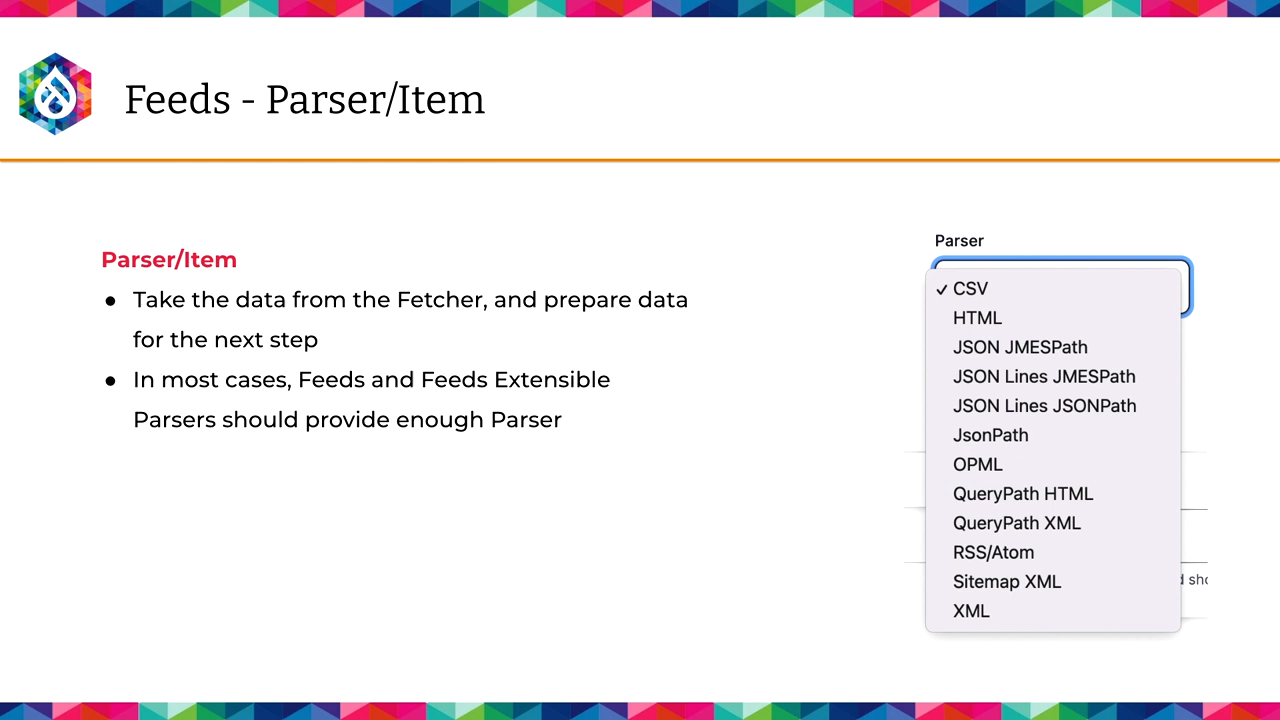 Feeds - Parser/Item
Parser/Item
● Take the data from the Fetcher, and prepare data
for the next step
● In most cases, Feeds and Feeds Extensible
Parsers should provide enough Parser
Parser
✓ CSV
HTML
JSON JMESPath
JSON Lines JMESPath
JSON Lines JSONPath
JsonPath
OPML
QueryPath HTML
QueryPath XML
RSS/Atom
Sitemap XML
XML